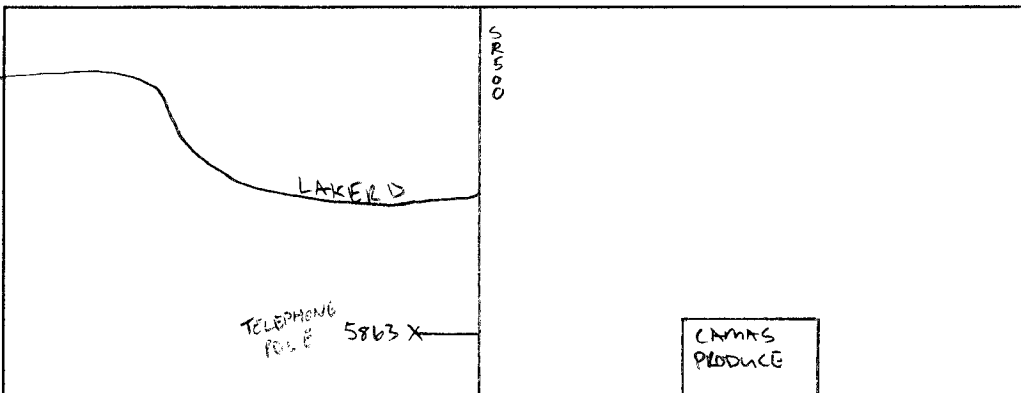 SR500
LAKE RD
TELEPHONE
POLE
5863 X
CAMAS
PRODUCE